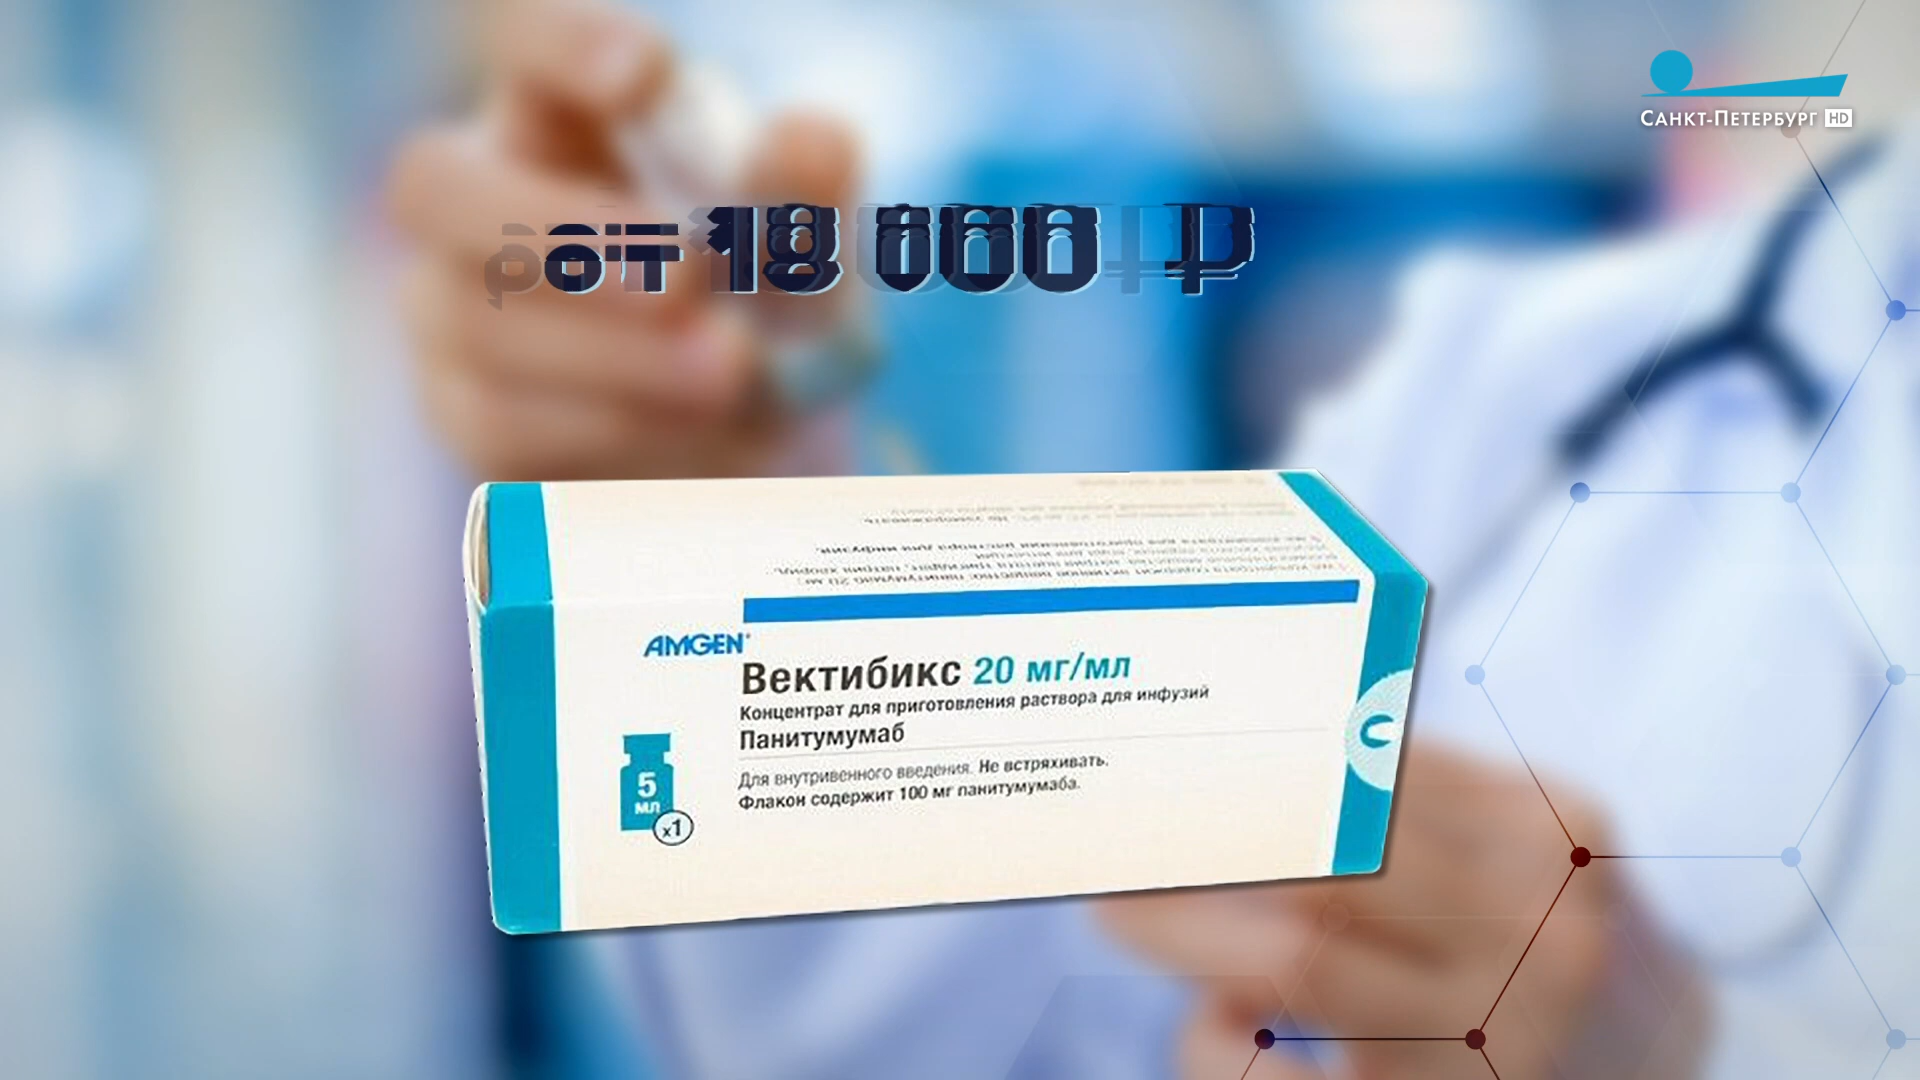 Санкт-Петербург HD
от 18 000 ₽
AMGEN®
Вектибикс 20 мг/мл
Концентрат для приготовления раствора для инфузий
Панитумумаб
Для внутривенного введения. Не встряхивать.
Флакон содержит 100 мг панитумумаба.
5
мл
x1